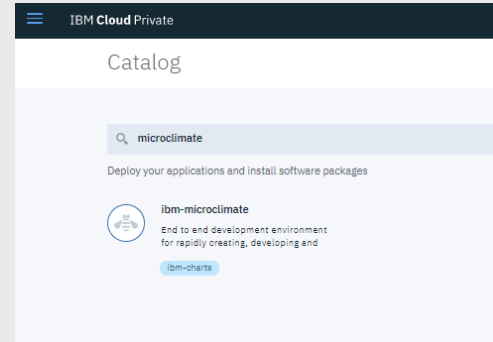 IBM Cloud Private
Catalog
microclimate
Deploy your applications and install software packages
ibm-microclimate
End to end development environment
for rapidly creating, developing and
ibm-charts